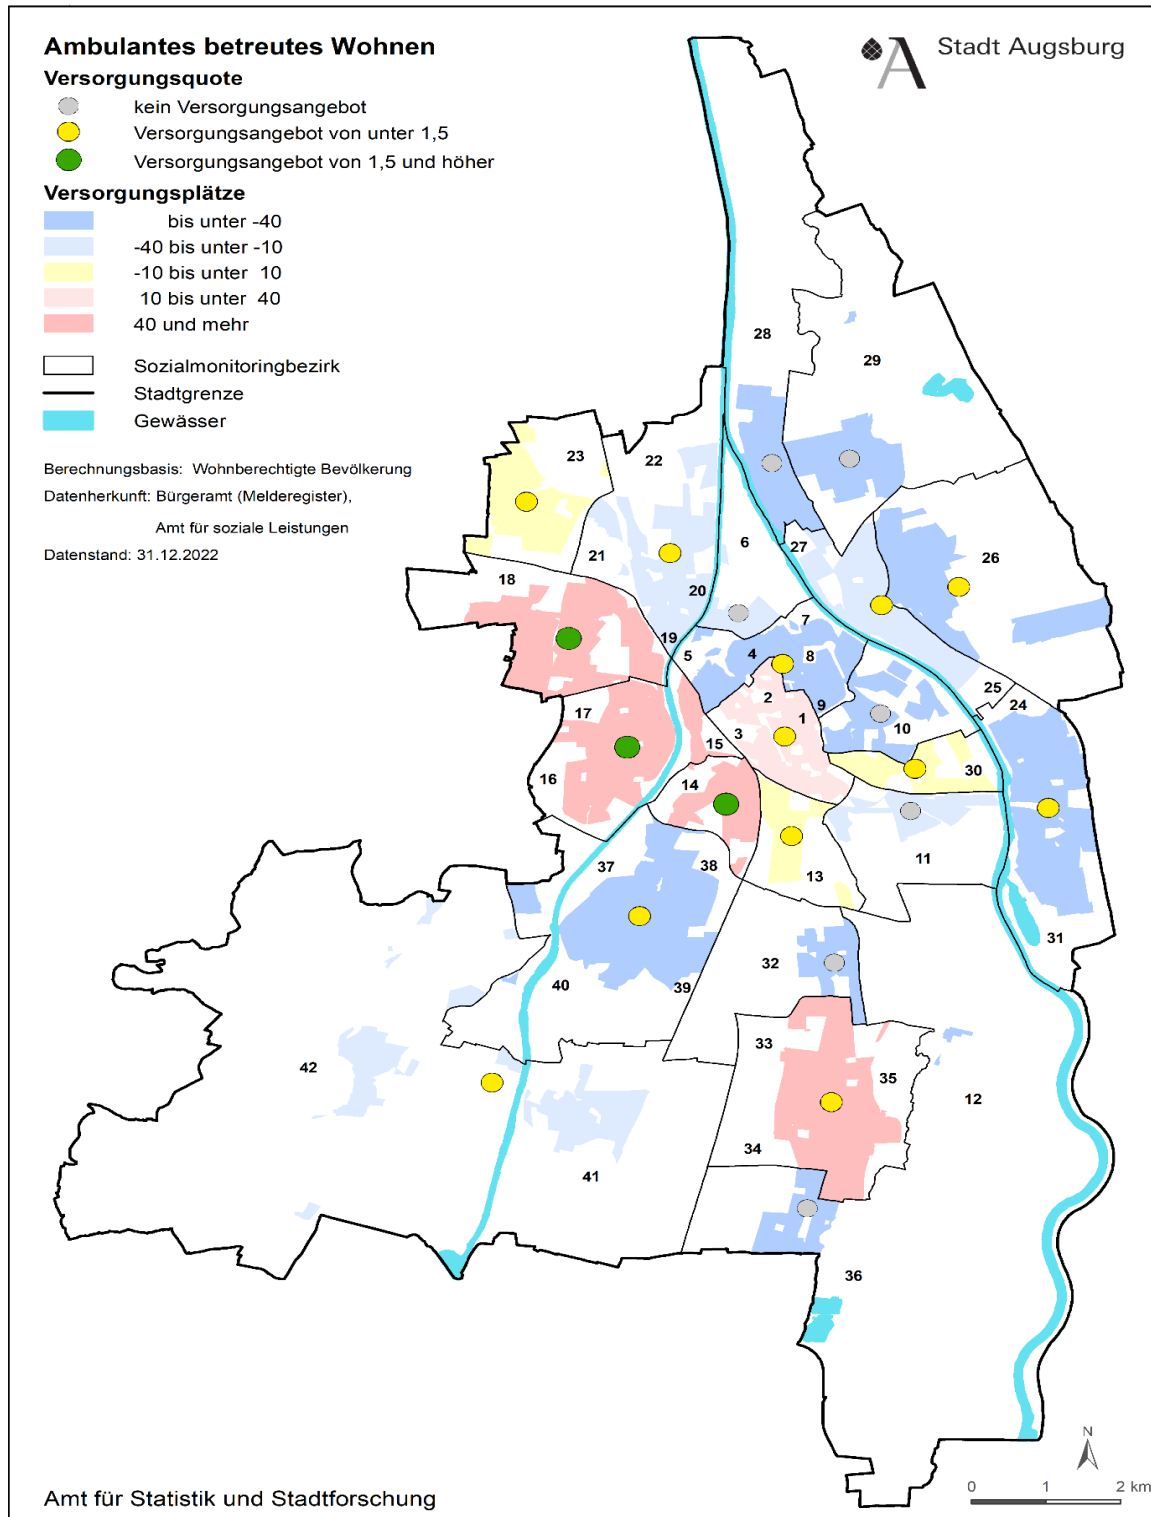 Ambulantes betreutes Wohnen
Stadt Augsburg
Versorgungsquote
kein Versorgungsangebot
Versorgungsangebot von unter 1,5
Versorgungsangebot von 1,5 und höher
Versorgungsplätze
bis unter -40
-40 bis unter -10
-10 bis unter 10
10 bis unter 40
40 und mehr
Sozialmonitoringbezirk
Stadtgrenze
Gewässer
Berechnungsbasis: Wohnberechtigte Bevölkerung
Datenherkunft: Bürgeramt (Melderegister),
Amt für soziale Leistungen
Datenstand: 31.12.2022
28
29
23
22
6
27
26
21
18
20
7
19
5
4
8
25
2
9
24
17
1
10
3
15
30
16
14
11
37
38
13
31
32
40
39
33
42
35
12
34
41
36
N
0 1 2 km
Amt für Statistik und Stadtforschung